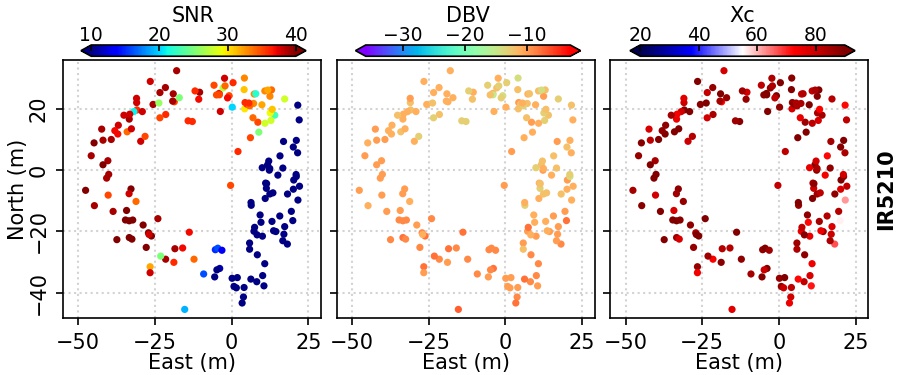 SNR DBV Xc
10 20 30 40 −30 −20 −10 20 40 60 80
North (m)
20
0
−20
−40
IR5210
−50 −25 0 25 −50 −25 0 25 −50 −25 0 25
East (m) East (m) East (m)